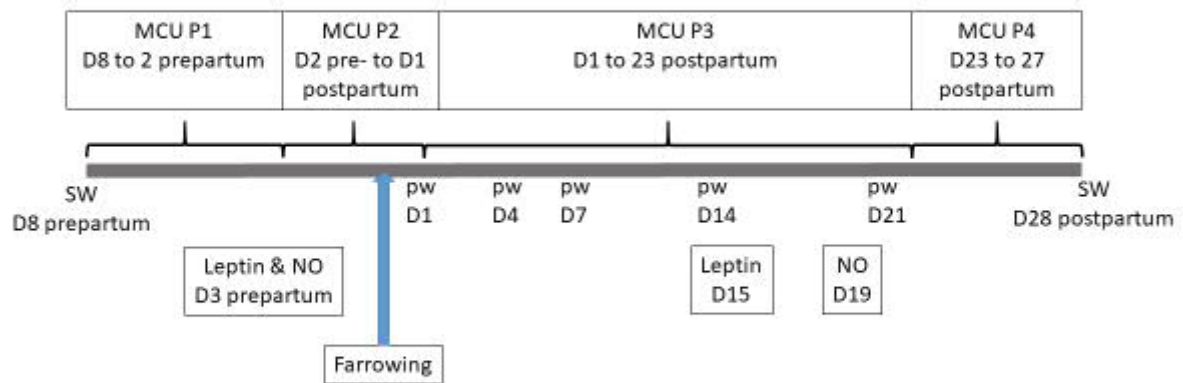 MCU P1
D8 to 2 prepartum
MCU P2
D2 pre- to D1
postpartum
MCU P3
D1 to 23 postpartum
MCU P4
D23 to 27
postpartum
SW
D8 prepartum
pw
D1
pw
D4
pw
D7
pw
D14
pw
D21
SW
D28 postpartum
Leptin & NO
D3 prepartum
Leptin
D15
NO
D19
Farrowing